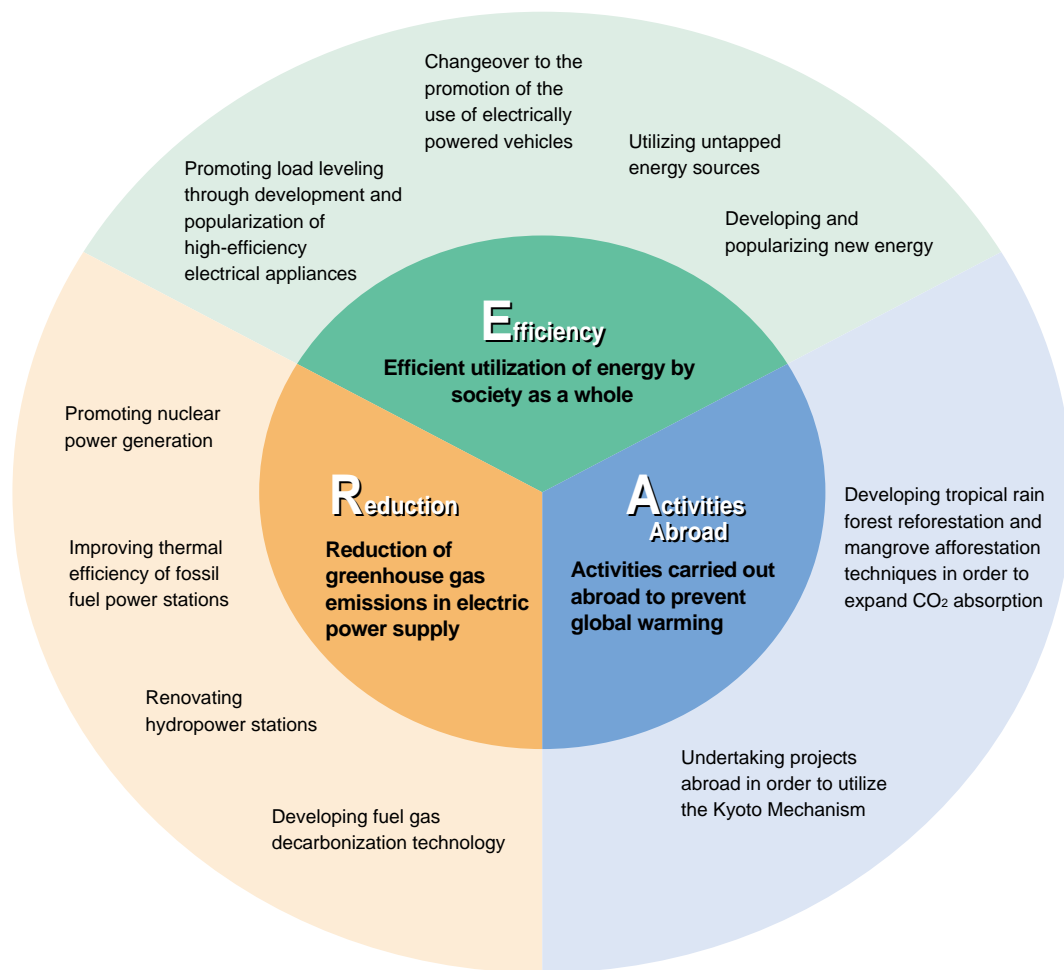 Changeover to the
promotion of the
use of electrically
powered vehicles
Utilizing untapped
energy sources
Promoting load leveling
through development and
popularization of
high-efficiency
electrical appliances
Developing and
popularizing new energy
Efficiency
Efficient utilization of energy by
society as a whole
Promoting nuclear
power generation
Improving thermal
efficiency of fossil
fuel power stations
Renovating
hydropower stations
Developing fuel gas
decarbonization technology
Reduction
Reduction of
greenhouse gas
emissions in electric
power supply
Activities
Abroad
Activities carried out
abroad to prevent
global warming
Developing tropical rain
forest reforestation and
mangrove afforestation
techniques in order to
expand CO₂ absorption
Undertaking projects
abroad in order to utilize
the Kyoto Mechanism